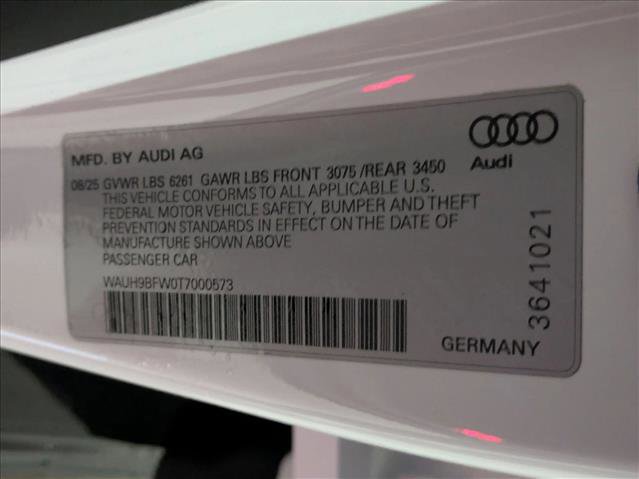 MFD. BY AUDI AG
08/25 GVWR LBS 6261 GAWR LBS FRONT 3075 /REAR 3450
THIS VEHICLE CONFORMS TO ALL APPLICABLE U.S.
FEDERAL MOTOR VEHICLE SAFETY, BUMPER AND THEFT
PREVENTION STANDARDS IN EFFECT ON THE DATE OF
MANUFACTURE SHOWN ABOVE
PASSENGER CAR
WAUH9BFW0T7000573
Audi
3641021
GERMANY